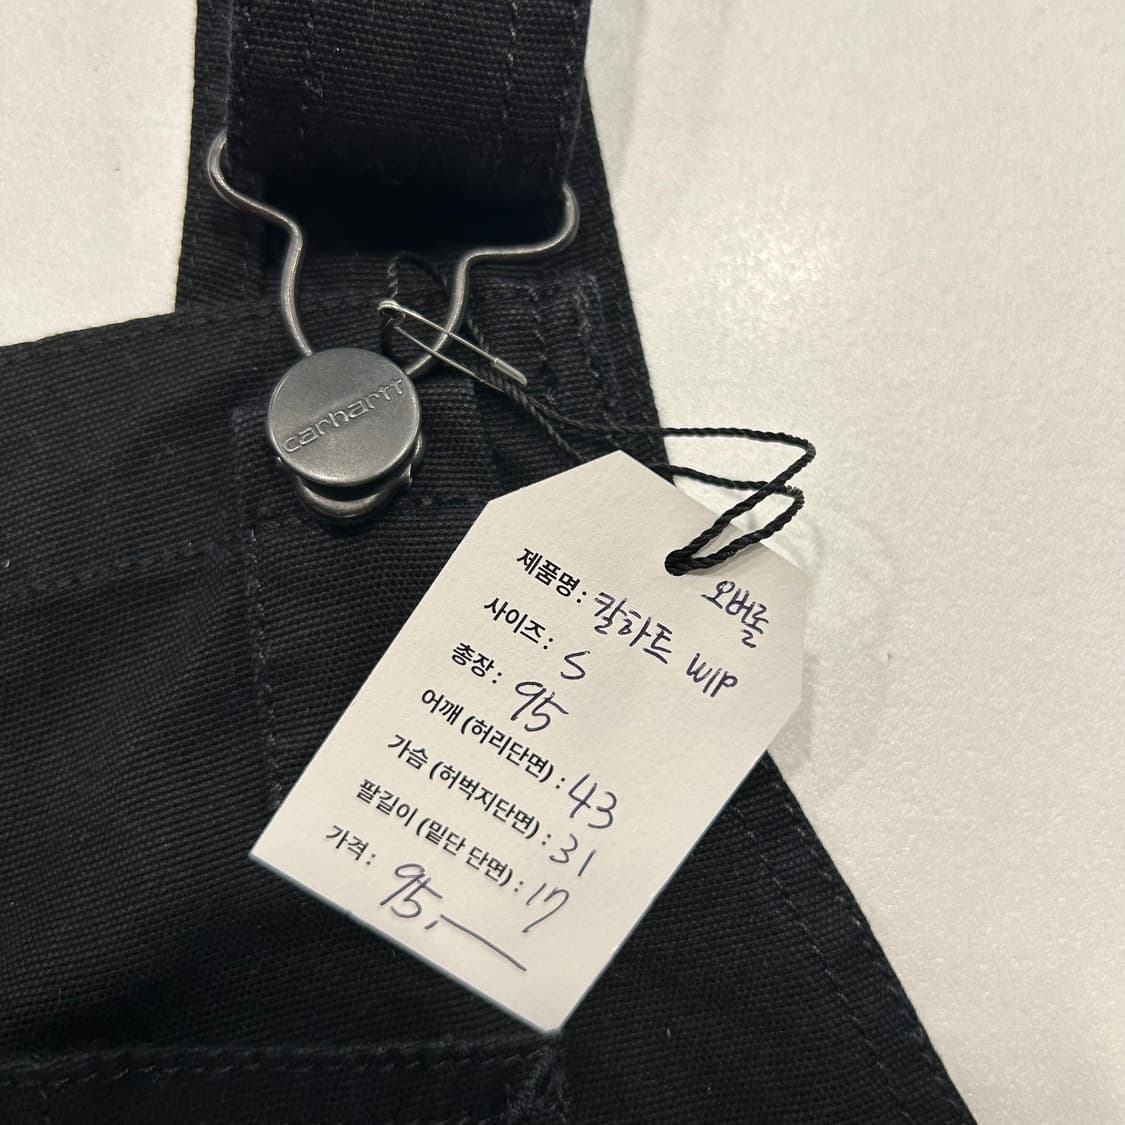 carhartt
오버롤
제품명 : 칼하트 WIP
사이즈 : S
총장 : 95
어깨 (허리단면) : 43
가슴 (허벅지단면) : 31
팔길이 (밑단 단면) : 17
가격 : 95,—